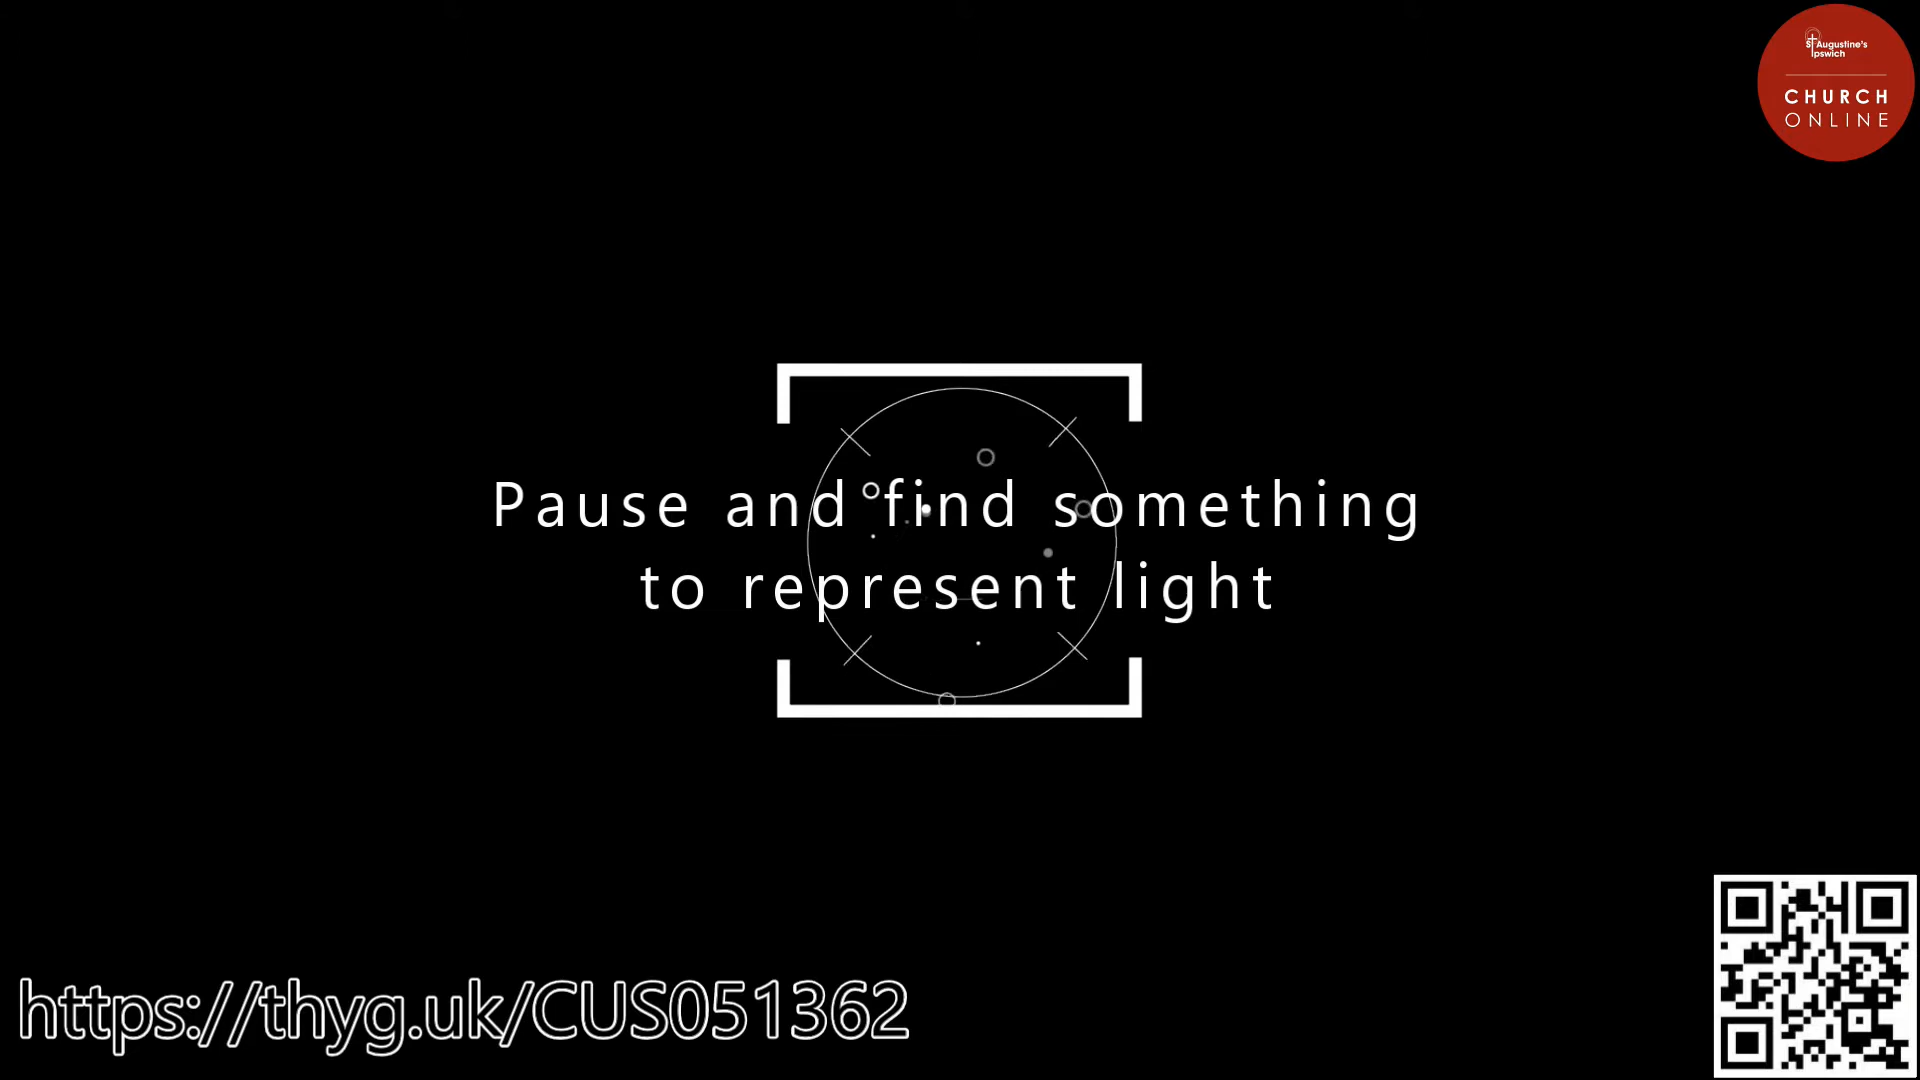 St Augustine's
Ipswich
CHURCH
ONLINE
Pause and find something
to represent light
https://thyg.uk/CUS051362